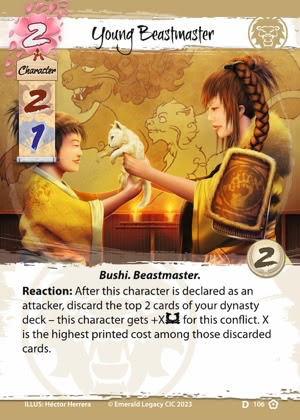 2
Young Beastmaster
Character
2
1
2
Bushi. Beastmaster.
Reaction: After this character is declared as an
attacker, discard the top 2 cards of your dynasty
deck – this character gets +X for this conflict. X
is the highest printed cost among those discarded
cards.
ILLUS: Héctor Herrera © Emerald Legacy CIC 2023 D 106